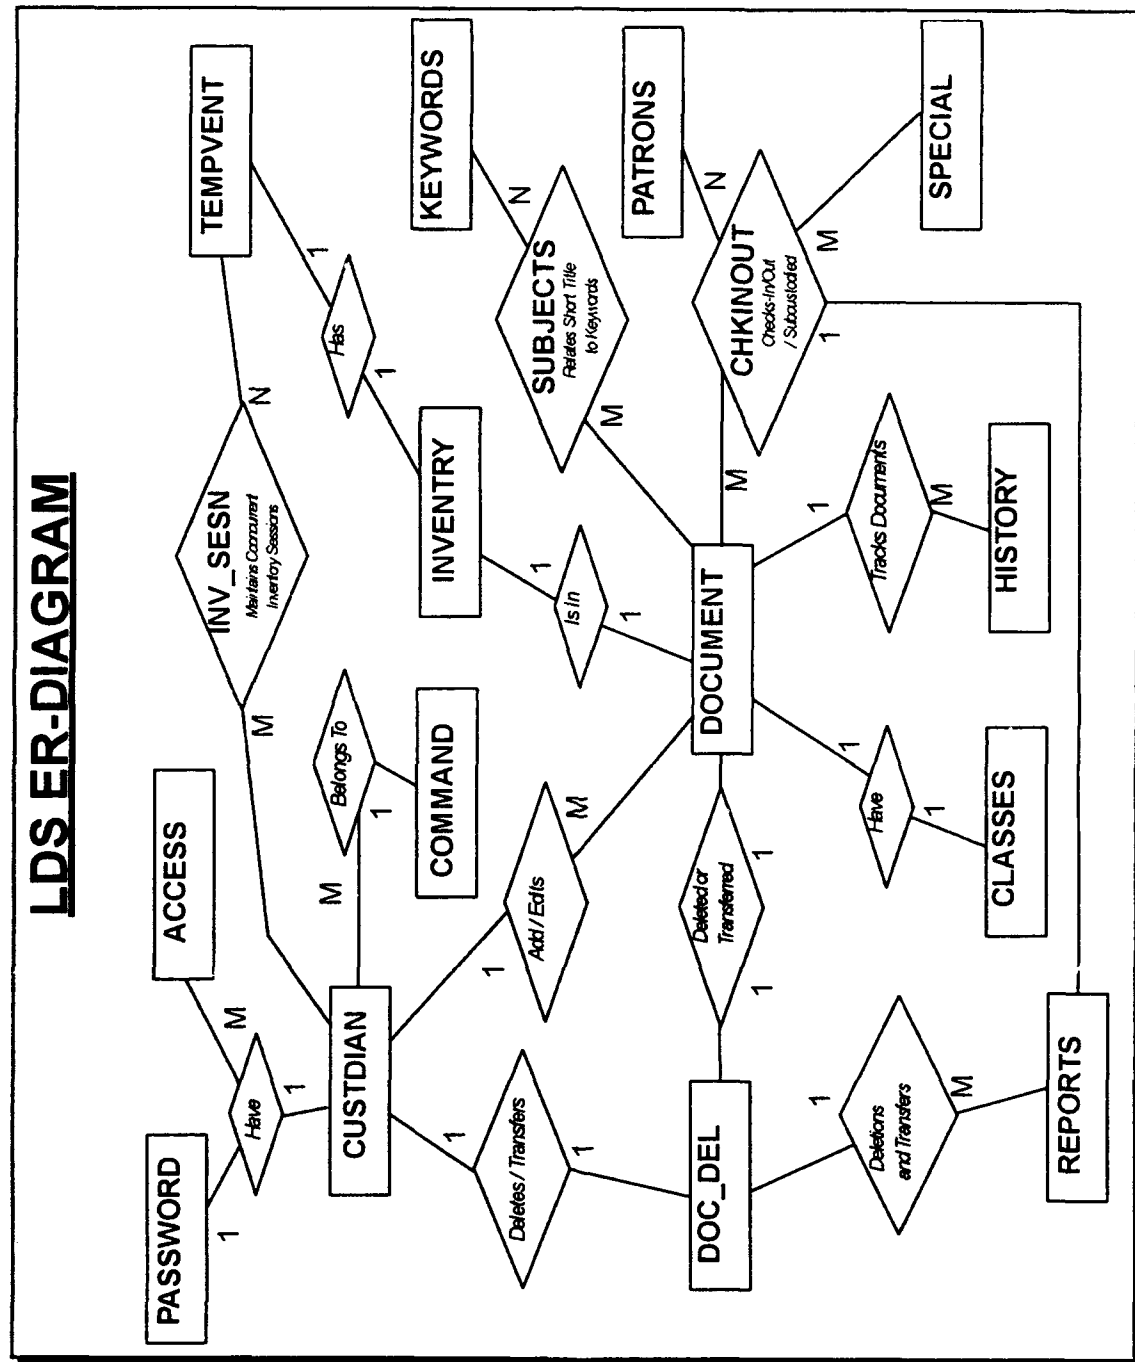 LDS ER-DIAGRAM
PASSWORD
ACCESS
TEMPVENT
1
M
N
M
INV_SESN
Maintains Concurrent
Inventory Sessions
Have
1
Belongs To
Has
1
1
CUSTDIAN
M
1
COMMAND
INVENTRY
KEYWORDS
1
1
Deletes / Transfers
Add / Edits
Is In
1
N
SUBJECTS
Relates Short Title
to Keywords
1
M
1
M
PATRONS
DOC_DEL
Deleted or
Transferred
1
1
DOCUMENT
M
N
CHKINOUT
Checks-In/Out
/ Subcustodied
1
1
1
M
1
Deletions
and Transfers
Have
Tracks Documents
M
1
M
SPECIAL
CLASSES
HISTORY
REPORTS